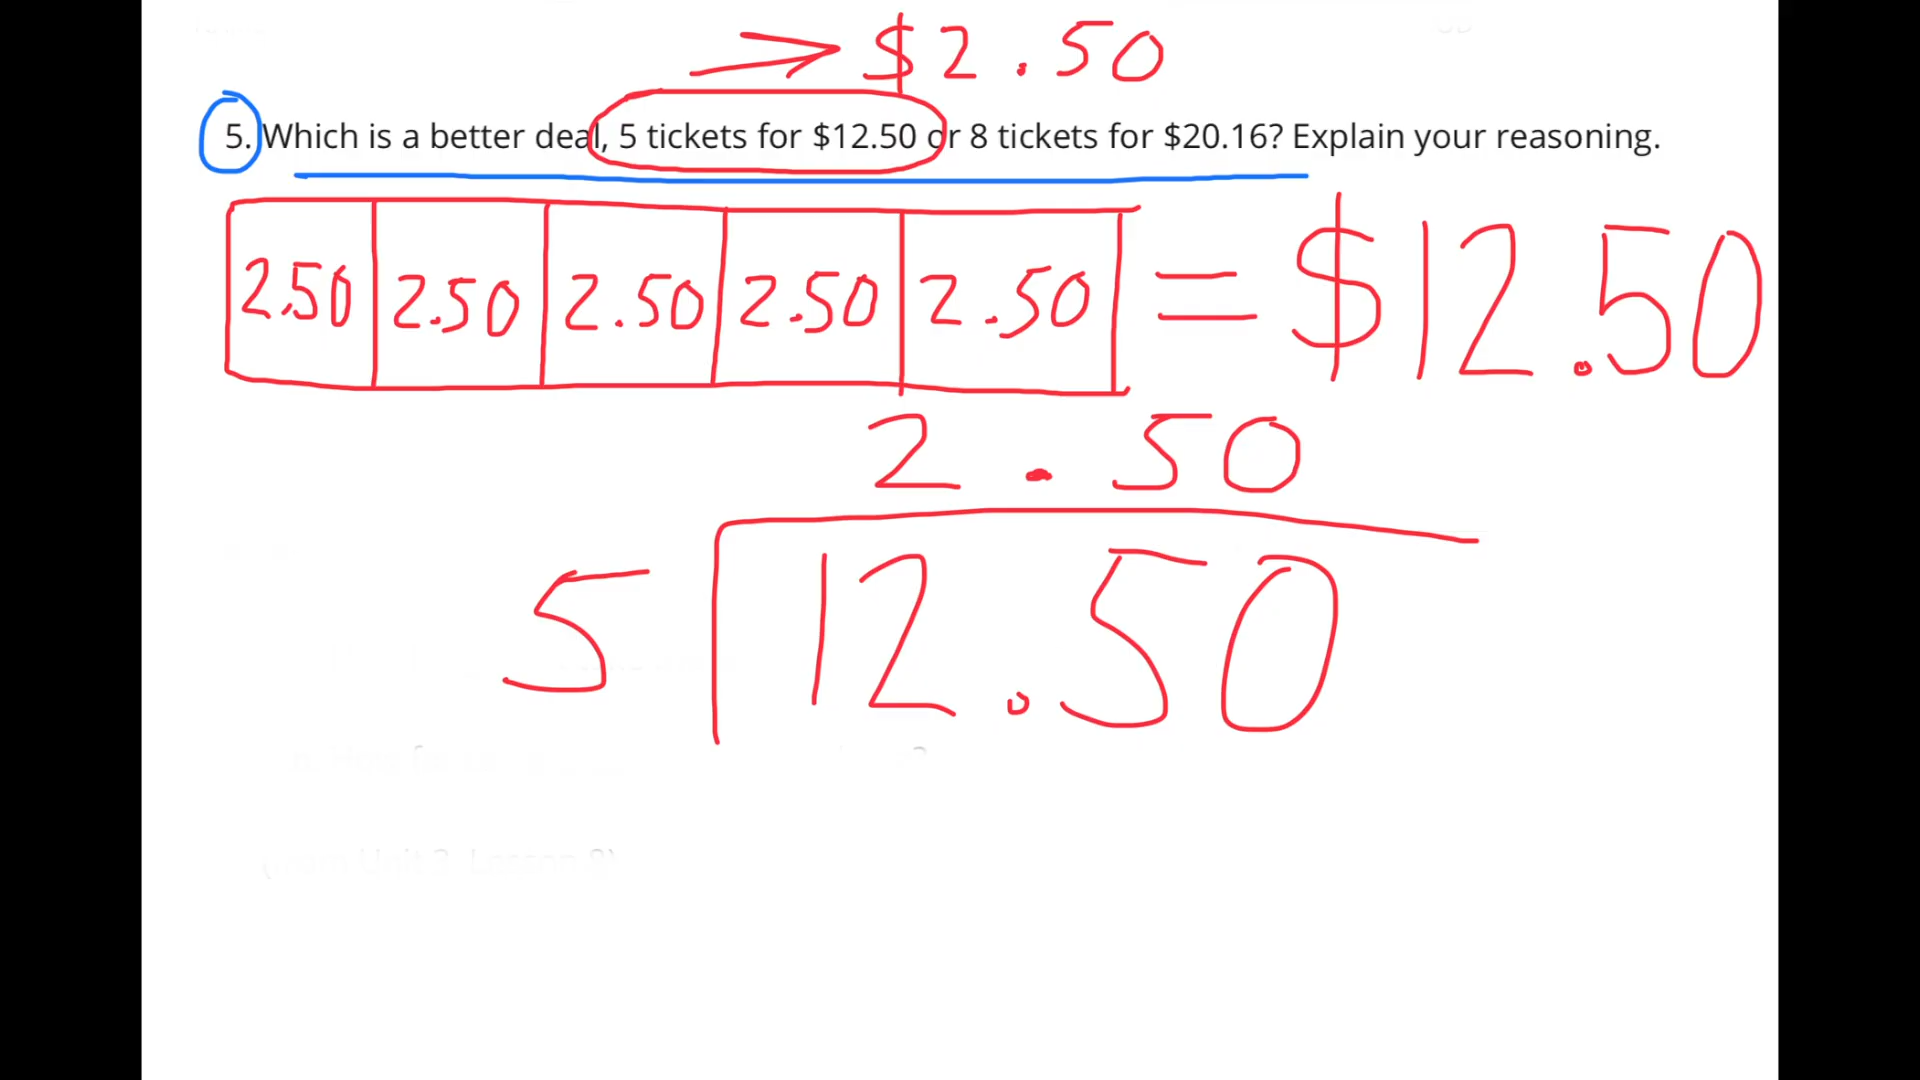 $2.50
5. Which is a better deal, 5 tickets for $12.50 or 8 tickets for $20.16? Explain your reasoning.
2.50 2.50 2.50 2.50 2.50 = $12.50
2.50
5 12.50